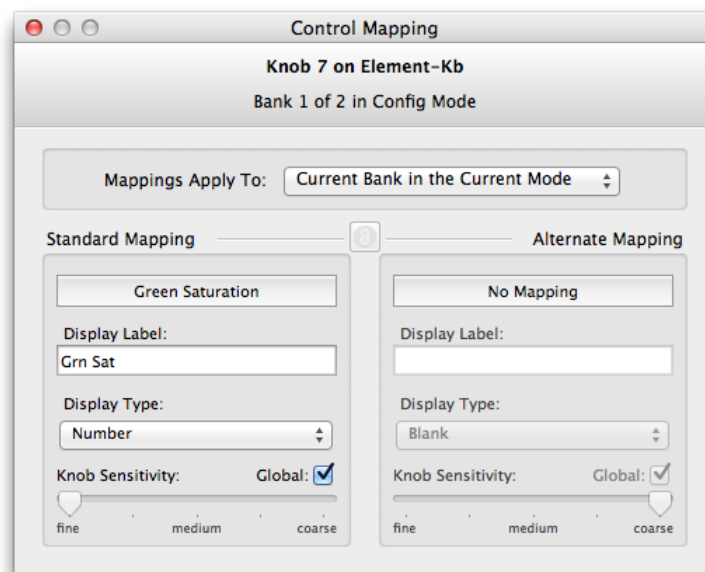 Control Mapping
Knob 7 on Element-Kb
Bank 1 of 2 in Config Mode
Mappings Apply To: Current Bank in the Current Mode
Standard Mapping
Alternate Mapping
Green Saturation
No Mapping
Display Label:
Display Label:
Grn Sat
Display Type:
Display Type:
Number
Blank
Knob Sensitivity: Global:
Knob Sensitivity: Global:
fine medium coarse
fine medium coarse